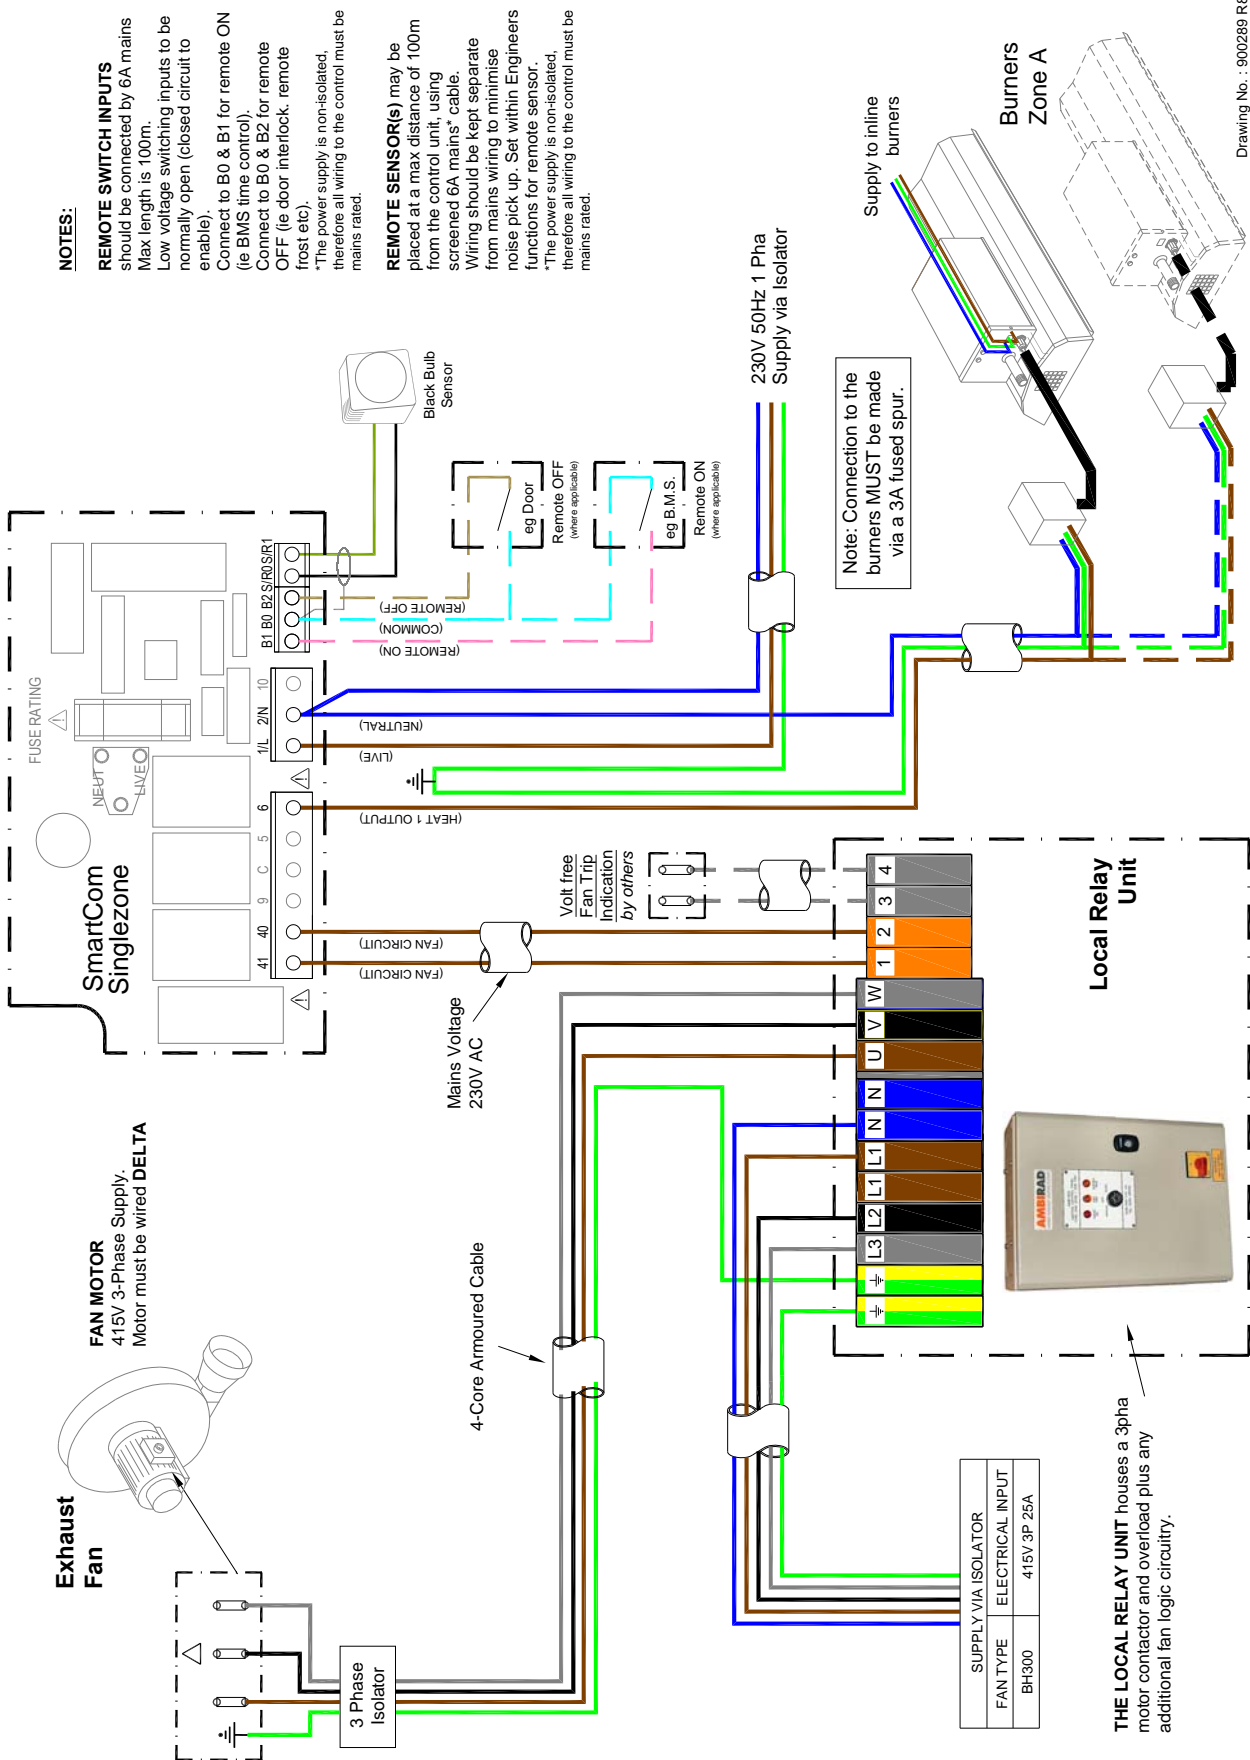 Exhaust
Fan
FAN MOTOR
415V 3-Phase Supply.
Motor must be wired DELTA
3 Phase
Isolator
4-Core Armoured Cable
SUPPLY VIA ISOLATOR
FAN TYPE
ELECTRICAL INPUT
BH300
415V 3P 25A
THE LOCAL RELAY UNIT houses a 3pha
motor contactor and overload plus any
additional fan logic circuitry.
SmartCom
Singlezone
FUSE RATING
NEUT
LIVE
41
40
9
C
5
6
1/L
2/N
10
B1
B0
B2
S/R0
S/R1
(FAN CIRCUIT)
(FAN CIRCUIT)
(HEAT 1 OUTPUT)
(LIVE)
(NEUTRAL)
(REMOTE ON)
(COMMON)
(REMOTE OFF)
Mains Voltage
230V AC
Volt free
Fan Trip
Indication
by others
L3
L2
L1
L1
N
N
U
V
W
1
2
3
4
AMBIRAD
Local Relay
Unit
Black Bulb
Sensor
eg Door
Remote OFF
(where applicable)
eg B.M.S.
Remote ON
(where applicable)
230V 50Hz 1 Pha
Supply via Isolator
Note: Connection to the
burners MUST be made
via a 3A fused spur.
Supply to inline
burners
Burners
Zone A
NOTES:
REMOTE SWITCH INPUTS
should be connected by 6A mains
Max length is 100m.
Low voltage switching inputs to be
normally open (closed circuit to
enable).
Connect to B0 & B1 for remote ON
(ie BMS time control).
Connect to B0 & B2 for remote
OFF (ie door interlock. remote
frost etc).
*The power supply is non-isolated,
therefore all wiring to the control must be
mains rated.
REMOTE SENSOR(s) may be
placed at a max distance of 100m
from the control unit, using
screened 6A mains* cable.
Wiring should be kept separate
from mains wiring to minimise
noise pick up. Set within Engineers
functions for remote sensor.
*The power supply is non-isolated,
therefore all wiring to the control must be
mains rated.
Drawing No. : 900289 R8